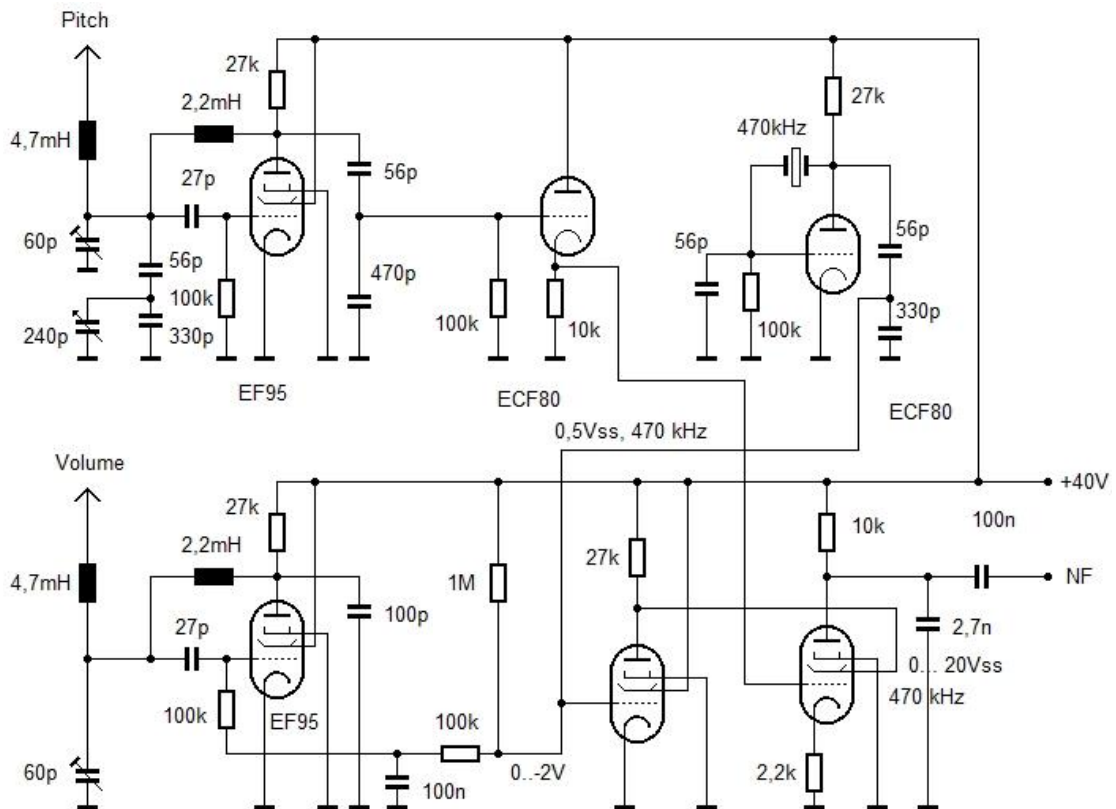 Pitch
27k
2,2mH
4,7mH
27p
56p
60p
56p
470p
100k
240p
330p
EF95
100k
10k
ECF80
27k
470kHz
56p
56p
100k
330p
ECF80
0,5Vss, 470 kHz
Volume
+40V
27k
2,2mH
4,7mH
27p
100p
1M
27k
10k
100n
NF
2,7n
0... 20Vss
470 kHz
100k
EF95
100k
0..-2V
60p
100n
2,2k